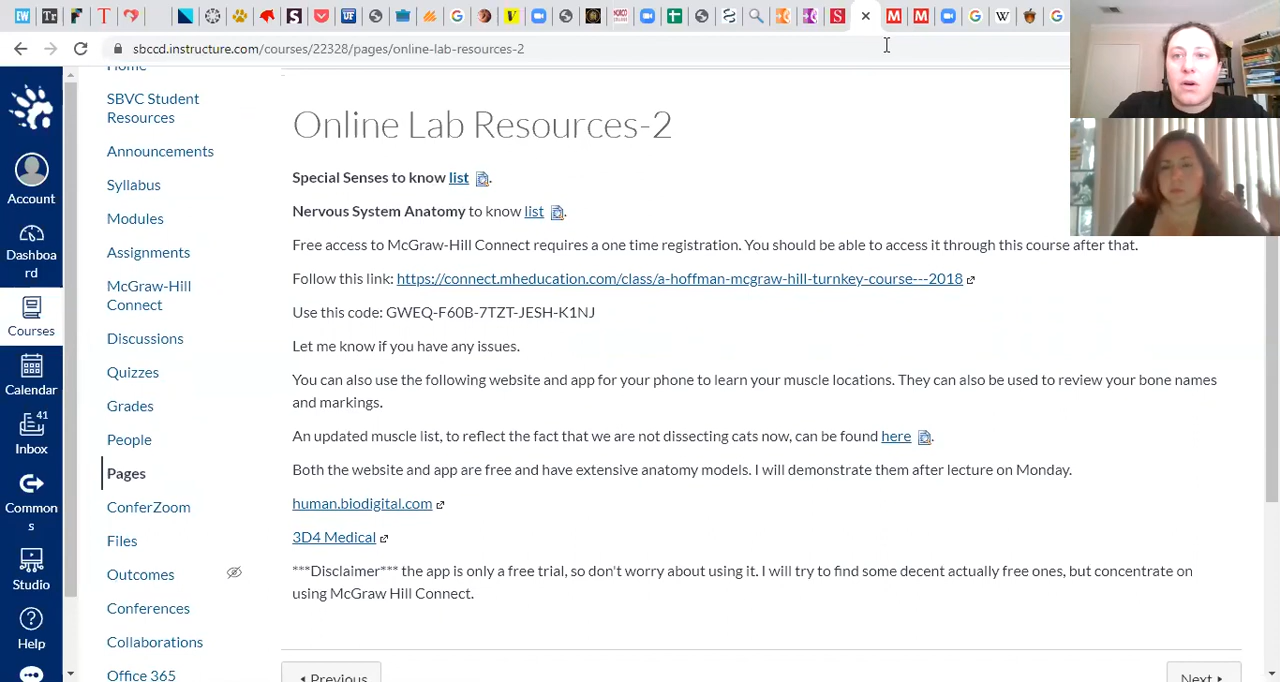 sbccd.instructure.com/courses/22328/pages/online-lab-resources-2
Account
Dashboa
rd
Courses
Calendar
41
Inbox
Common
s
Studio
Help
Home
SBVC Student
Resources
Announcements
Syllabus
Modules
Assignments
McGraw-Hill
Connect
Discussions
Quizzes
Grades
People
Pages
ConferZoom
Files
Outcomes
Conferences
Collaborations
Office 365
Online Lab Resources-2
Special Senses to know list .
Nervous System Anatomy to know list .
Free access to McGraw-Hill Connect requires a one time registration. You should be able to access it through this course after that.
Follow this link: https://connect.mheducation.com/class/a-hoffman-mcgraw-hill-turnkey-course---2018
Use this code: GWEQ-F60B-7TZT-JESH-K1NJ
Let me know if you have any issues.
You can also use the following website and app for your phone to learn your muscle locations. They can also be used to review your bone names
and markings.
An updated muscle list, to reflect the fact that we are not dissecting cats now, can be found here .
Both the website and app are free and have extensive anatomy models. I will demonstrate them after lecture on Monday.
human.biodigital.com
3D4 Medical
***Disclaimer*** the app is only a free trial, so don't worry about using it. I will try to find some decent actually free ones, but concentrate on
using McGraw Hill Connect.
Previous
Next